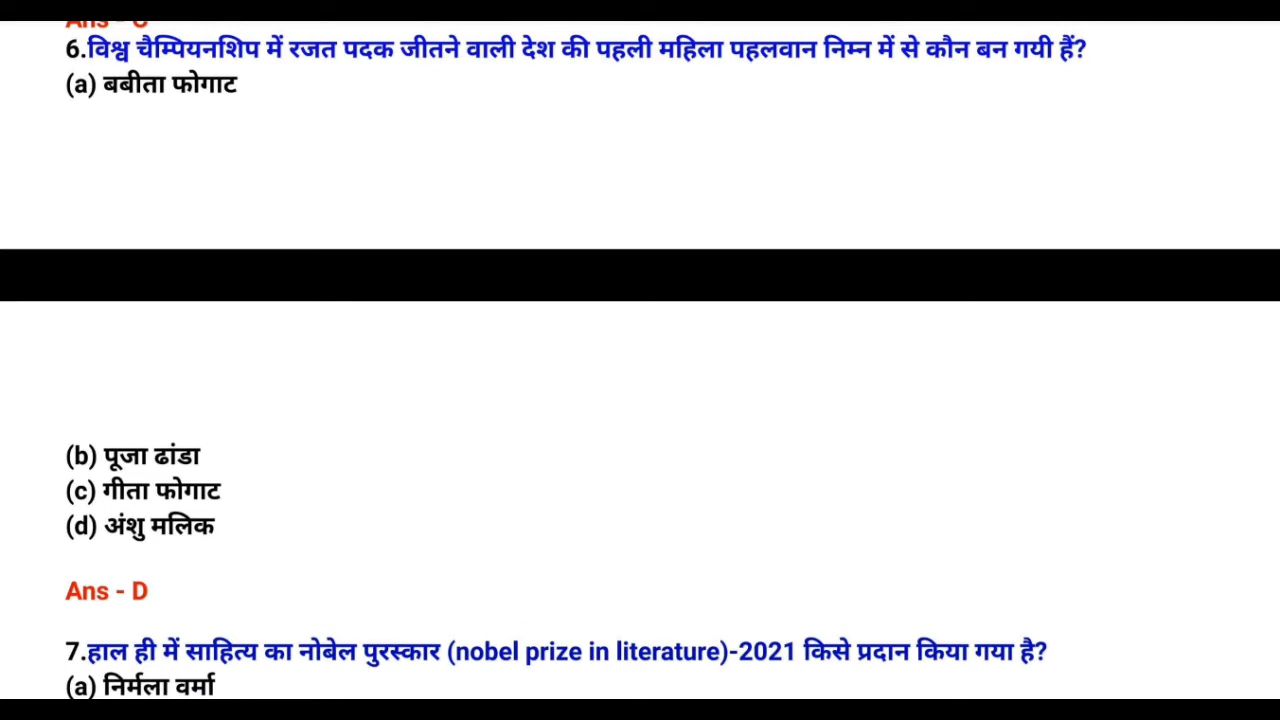 Ans - C
6.विश्व चैम्पियनशिप में रजत पदक जीतने वाली देश की पहली महिला पहलवान निम्न में से कौन बन गयी हैं?
(a) बबीता फोगाट
(b) पूजा ढांडा
(c) गीता फोगाट
(d) अंशु मलिक
Ans - D
7.हाल ही में साहित्य का नोबेल पुरस्कार (nobel prize in literature)-2021 किसे प्रदान किया गया है?
(a) निर्मला वर्मा